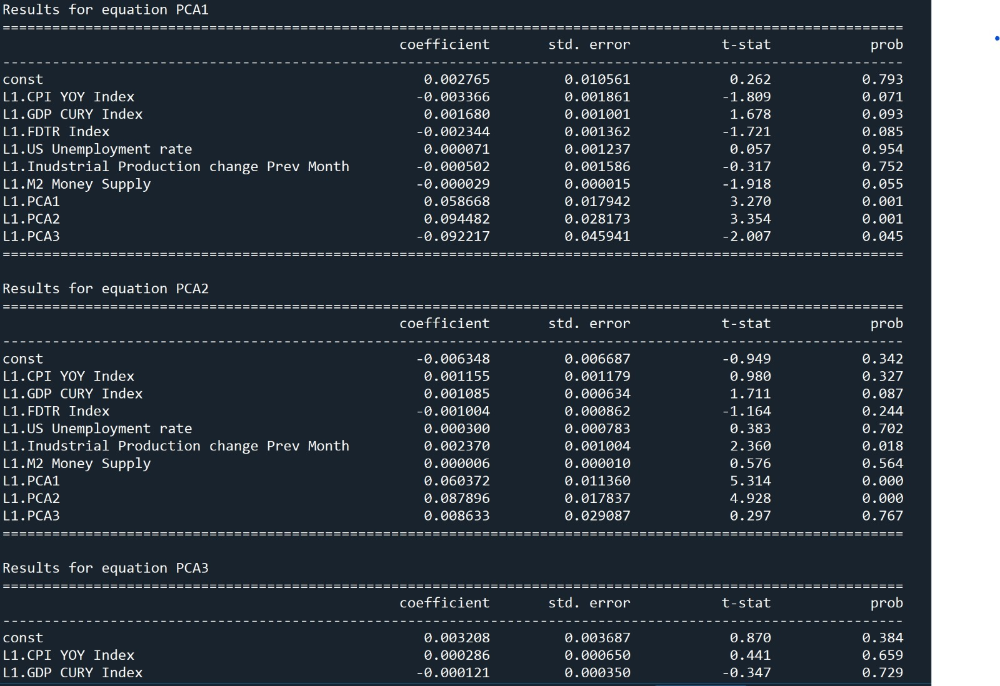 Results for equation PCA1
==============================================================================================================
coefficient std. error t-stat prob
--------------------------------------------------------------------------------------------------------------
const 0.002765 0.010561 0.262 0.793
L1.CPI YOY Index -0.003366 0.001861 -1.809 0.071
L1.GDP CURY Index 0.001680 0.001001 1.678 0.093
L1.FDTR Index -0.002344 0.001362 -1.721 0.085
L1.US Unemployment rate 0.000071 0.001237 0.057 0.954
L1.Inudstrial Production change Prev Month -0.000502 0.001586 -0.317 0.752
L1.M2 Money Supply -0.000029 0.000015 -1.918 0.055
L1.PCA1 0.058668 0.017942 3.270 0.001
L1.PCA2 0.094482 0.028173 3.354 0.001
L1.PCA3 -0.092217 0.045941 -2.007 0.045
==============================================================================================================
Results for equation PCA2
==============================================================================================================
coefficient std. error t-stat prob
--------------------------------------------------------------------------------------------------------------
const -0.006348 0.006687 -0.949 0.342
L1.CPI YOY Index 0.001155 0.001179 0.980 0.327
L1.GDP CURY Index 0.001085 0.000634 1.711 0.087
L1.FDTR Index -0.001004 0.000862 -1.164 0.244
L1.US Unemployment rate 0.000300 0.000783 0.383 0.702
L1.Inudstrial Production change Prev Month 0.002370 0.001004 2.360 0.018
L1.M2 Money Supply 0.000006 0.000010 0.576 0.564
L1.PCA1 0.060372 0.011360 5.314 0.000
L1.PCA2 0.087896 0.017837 4.928 0.000
L1.PCA3 0.008633 0.029087 0.297 0.767
==============================================================================================================
Results for equation PCA3
==============================================================================================================
coefficient std. error t-stat prob
--------------------------------------------------------------------------------------------------------------
const 0.003208 0.003687 0.870 0.384
L1.CPI YOY Index 0.000286 0.000650 0.441 0.659
L1.GDP CURY Index -0.000121 0.000350 -0.347 0.729